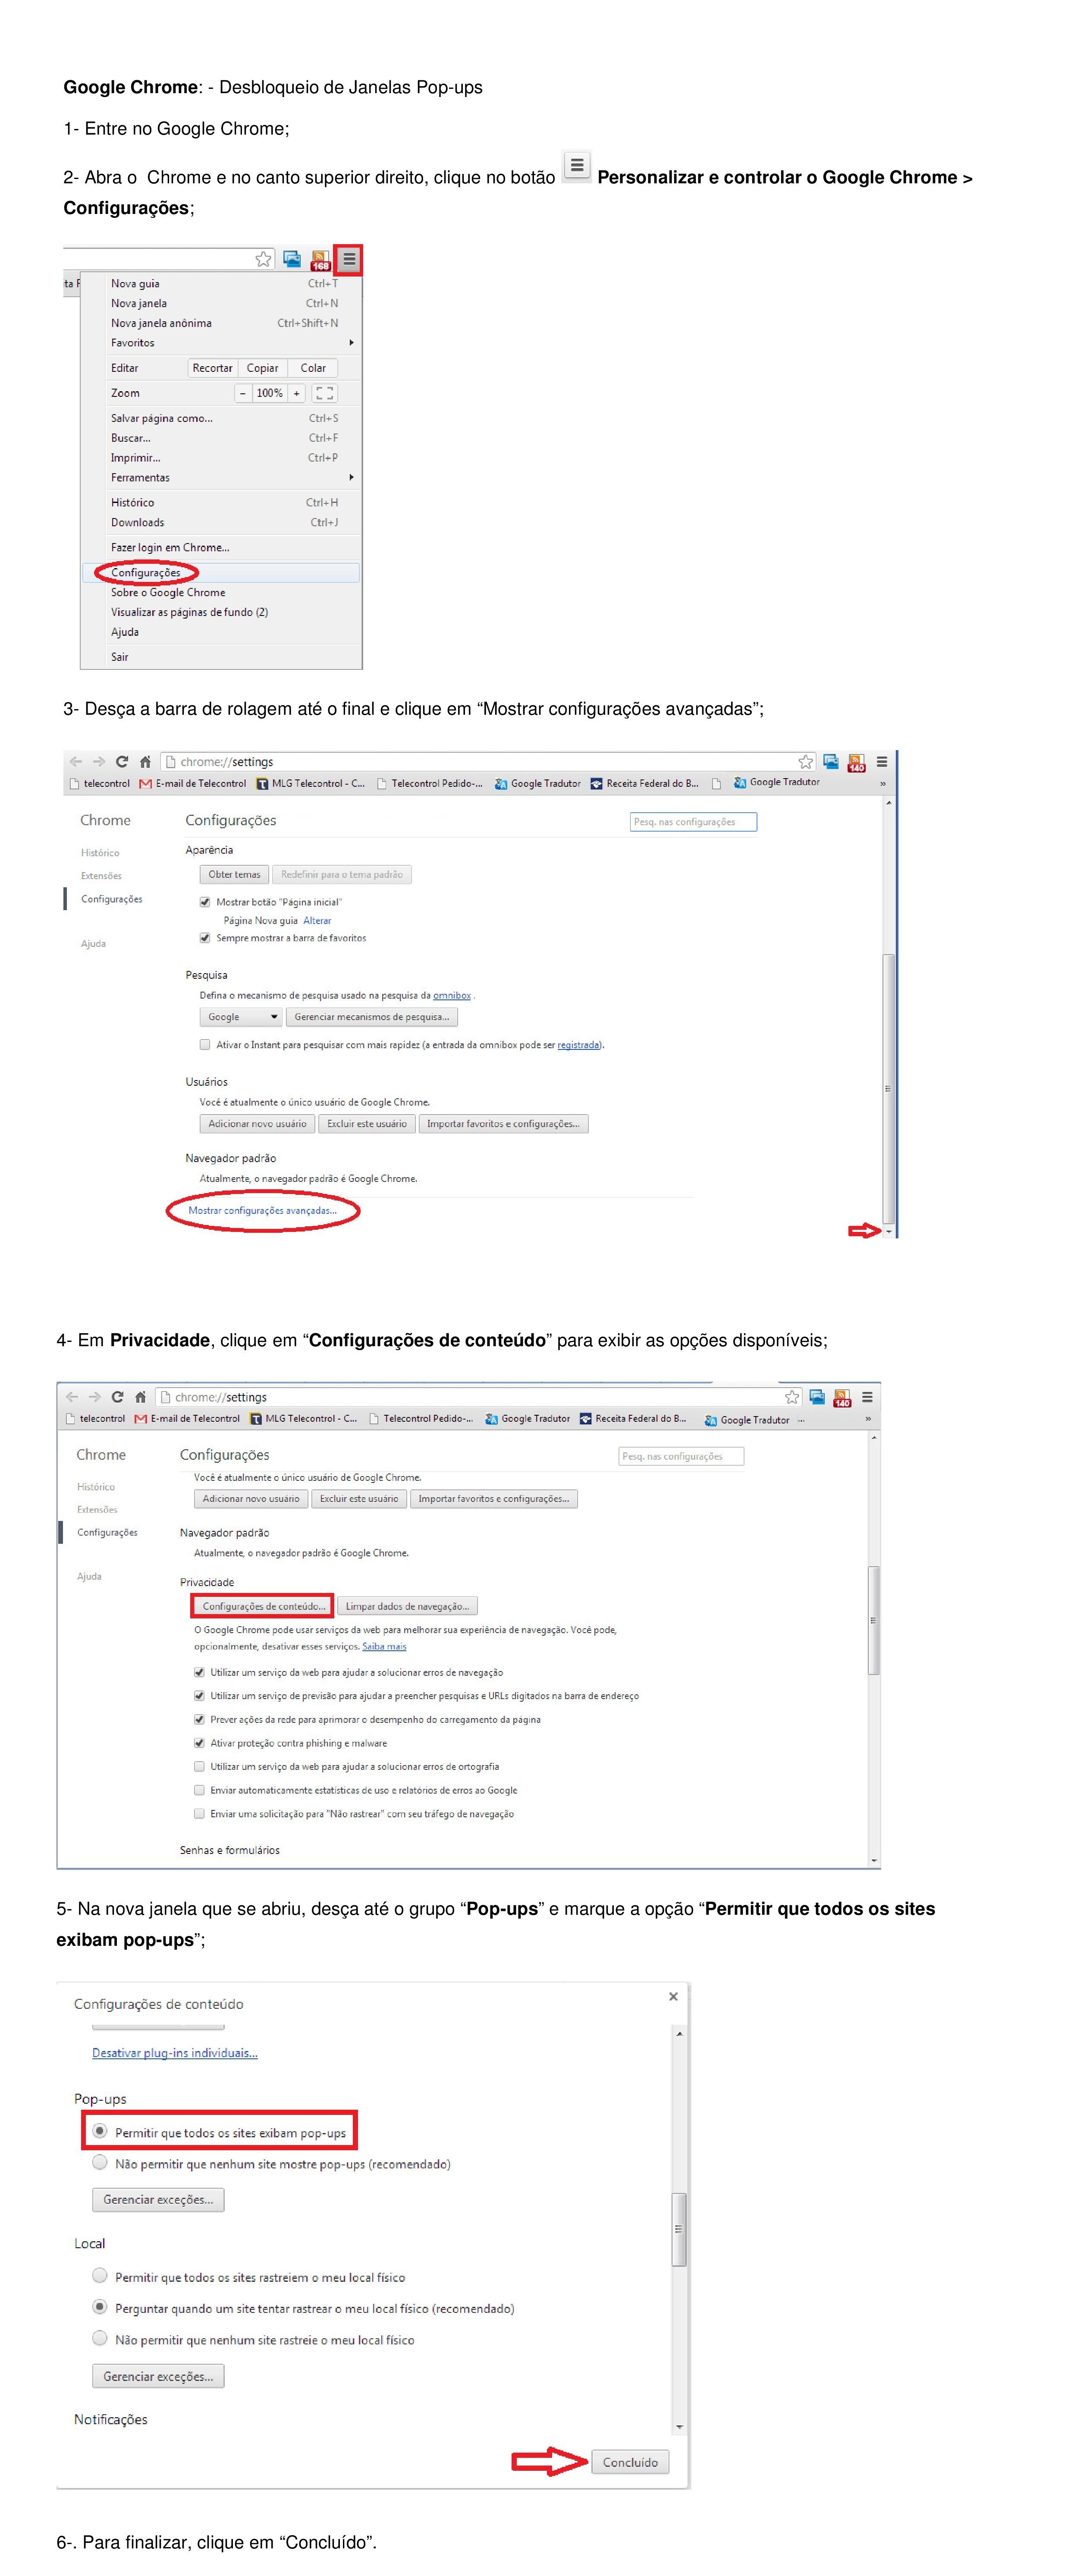 Google Chrome: - Desbloqueio de Janelas Pop-ups
1- Entre no Google Chrome;
2- Abra o  Chrome e no canto superior direito, clique no botão Personalizar e controlar o Google Chrome >
Configurações;
168
ta F
Nova guia Ctrl+T
Nova janela Ctrl+N
Nova janela anônima Ctrl+Shift+N
Favoritos
Editar Recortar Copiar Colar
Zoom - 100% +
Salvar página como... Ctrl+S
Buscar... Ctrl+F
Imprimir... Ctrl+P
Ferramentas
Histórico Ctrl+H
Downloads Ctrl+J
Fazer login em Chrome...
Configurações
Sobre o Google Chrome
Visualizar as páginas de fundo (2)
Ajuda
Sair
3- Desça a barra de rolagem até o final e clique em “Mostrar configurações avançadas”;
chrome://settings 140
telecontrol E-mail de Telecontrol MLG Telecontrol - C... Telecontrol Pedido-... Google Tradutor Receita Federal do B... Google Tradutor »
Chrome Configurações Pesq. nas configurações
Histórico
Extensões
Configurações
Ajuda
Aparência
Obter temas Redefinir para o tema padrão
Mostrar botão "Página inicial"
Página Nova guia Alterar
Sempre mostrar a barra de favoritos
Pesquisa
Defina o mecanismo de pesquisa usado na pesquisa da omnibox .
Google Gerenciar mecanismos de pesquisa...
Ativar o Instant para pesquisar com mais rapidez (a entrada da omnibox pode ser registrada).
Usuários
Você é atualmente o único usuário de Google Chrome.
Adicionar novo usuário Excluir este usuário Importar favoritos e configurações...
Navegador padrão
Atualmente, o navegador padrão é Google Chrome.
Mostrar configurações avançadas...
4- Em Privacidade, clique em “Configurações de conteúdo” para exibir as opções disponíveis;
chrome://settings 140
telecontrol E-mail de Telecontrol MLG Telecontrol - C... Telecontrol Pedido-... Google Tradutor Receita Federal do B... Google Tradutor ... »
Chrome Configurações Pesq. nas configurações
Histórico
Extensões
Configurações
Ajuda
Você é atualmente o único usuário de Google Chrome.
Adicionar novo usuário Excluir este usuário Importar favoritos e configurações...
Navegador padrão
Atualmente, o navegador padrão é Google Chrome.
Privacidade
Configurações de conteúdo... Limpar dados de navegação...
O Google Chrome pode usar serviços da web para melhorar sua experiência de navegação. Você pode,
opcionalmente, desativar esses serviços. Saiba mais
Utilizar um serviço da web para ajudar a solucionar erros de navegação
Utilizar um serviço de previsão para ajudar a preencher pesquisas e URLs digitados na barra de endereço
Prever ações da rede para aprimorar o desempenho do carregamento da página
Ativar proteção contra phishing e malware
Utilizar um serviço da web para ajudar a solucionar erros de ortografia
Enviar automaticamente estatísticas de uso e relatórios de erros ao Google
Enviar uma solicitação para "Não rastrear" com seu tráfego de navegação
Senhas e formulários
5- Na nova janela que se abriu, desça até o grupo “Pop-ups” e marque a opção “Permitir que todos os sites
exibam pop-ups”;
Configurações de conteúdo
Desativar plug-ins individuais...
Pop-ups
Permitir que todos os sites exibam pop-ups
Não permitir que nenhum site mostre pop-ups (recomendado)
Gerenciar exceções...
Local
Permitir que todos os sites rastreiem o meu local físico
Perguntar quando um site tentar rastrear o meu local físico (recomendado)
Não permitir que nenhum site rastreie o meu local físico
Gerenciar exceções...
Notificações
Concluído
6-. Para finalizar, clique em “Concluído”.